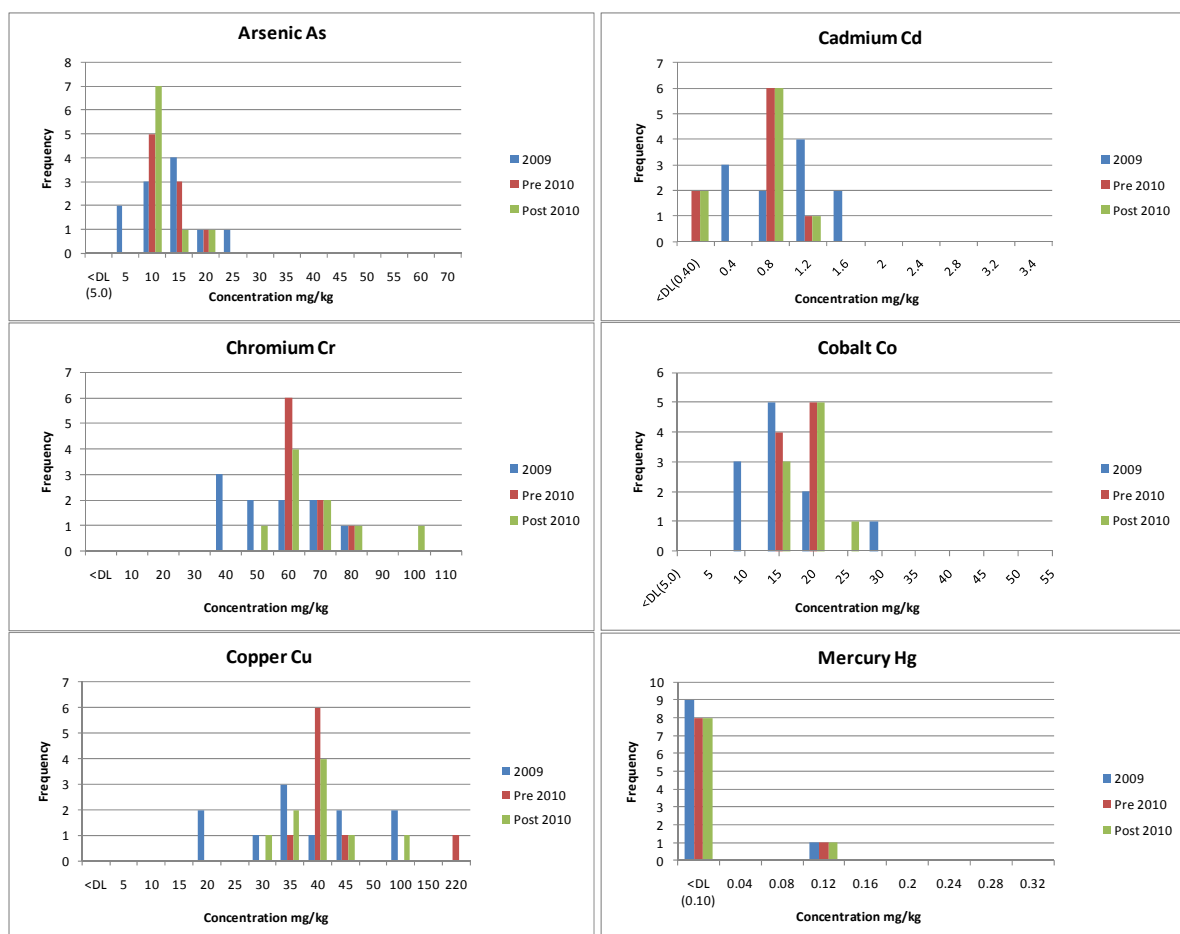 Arsenic As
8
7
6
5
4
3
2
1
0
Frequency
<DL (5.0) 5 10 15 20 25 30 35 40 45 55 60 70
Concentration mg/kg
2009
Pre 2010
Post 2010
Cadmium Cd
7
6
5
4
3
2
1
0
Frequency
<DL(0.40) 0.4 0.8 1.2 1.6 2 2.4 2.8 3.2 3.4
Concentration mg/kg
2009
Pre 2010
Post 2010
Chromium Cr
7
6
5
4
3
2
1
0
Frequency
<DL 10 20 30 40 50 60 70 80 90 100 110
Concentration mg/kg
2009
Pre 2010
Post 2010
Cobalt Co
6
5
4
3
2
1
0
Frequency
<DL(5.0) 5 10 15 20 25 30 35 40 45 50 55
Concentration mg/kg
2009
Pre 2010
Post 2010
Copper Cu
7
6
5
4
3
2
1
0
Frequency
<DL 5 10 15 20 30 35 40 45 50 100 150 220
Concentration mg/kg
2009
Pre 2010
Post 2010
Mercury Hg
10
9
8
7
6
5
4
3
2
1
0
Frequency
<DL (0.10) 0.04 0.08 0.12 0.16 0.2 0.24 0.28 0.32
Concentration mg/kg
2009
Pre 2010
Post 2010